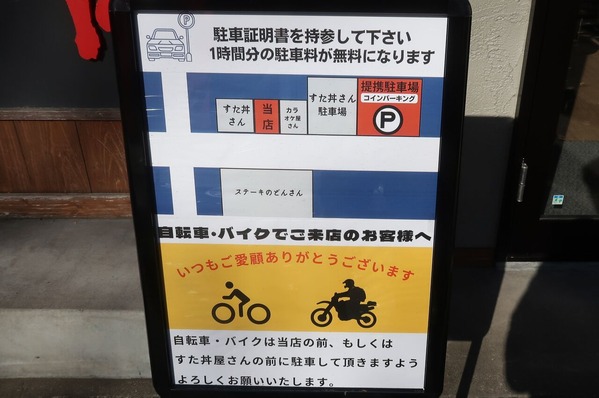 P
駐車証明書を持参して下さい
1時間分の駐車料が無料になります
すた丼
さん
当
店
カラ
オケ屋
さん
すた丼さん
駐車場
提携駐車場
コインパーキング
P
ステーキのどんさん
自転車・バイクでご来店のお客様へ
いつもご愛顧ありがとうございます
自転車・バイクは当店の前、もしくは
すた丼屋さんの前に駐車して頂きますよう
よろしくお願いいたします。